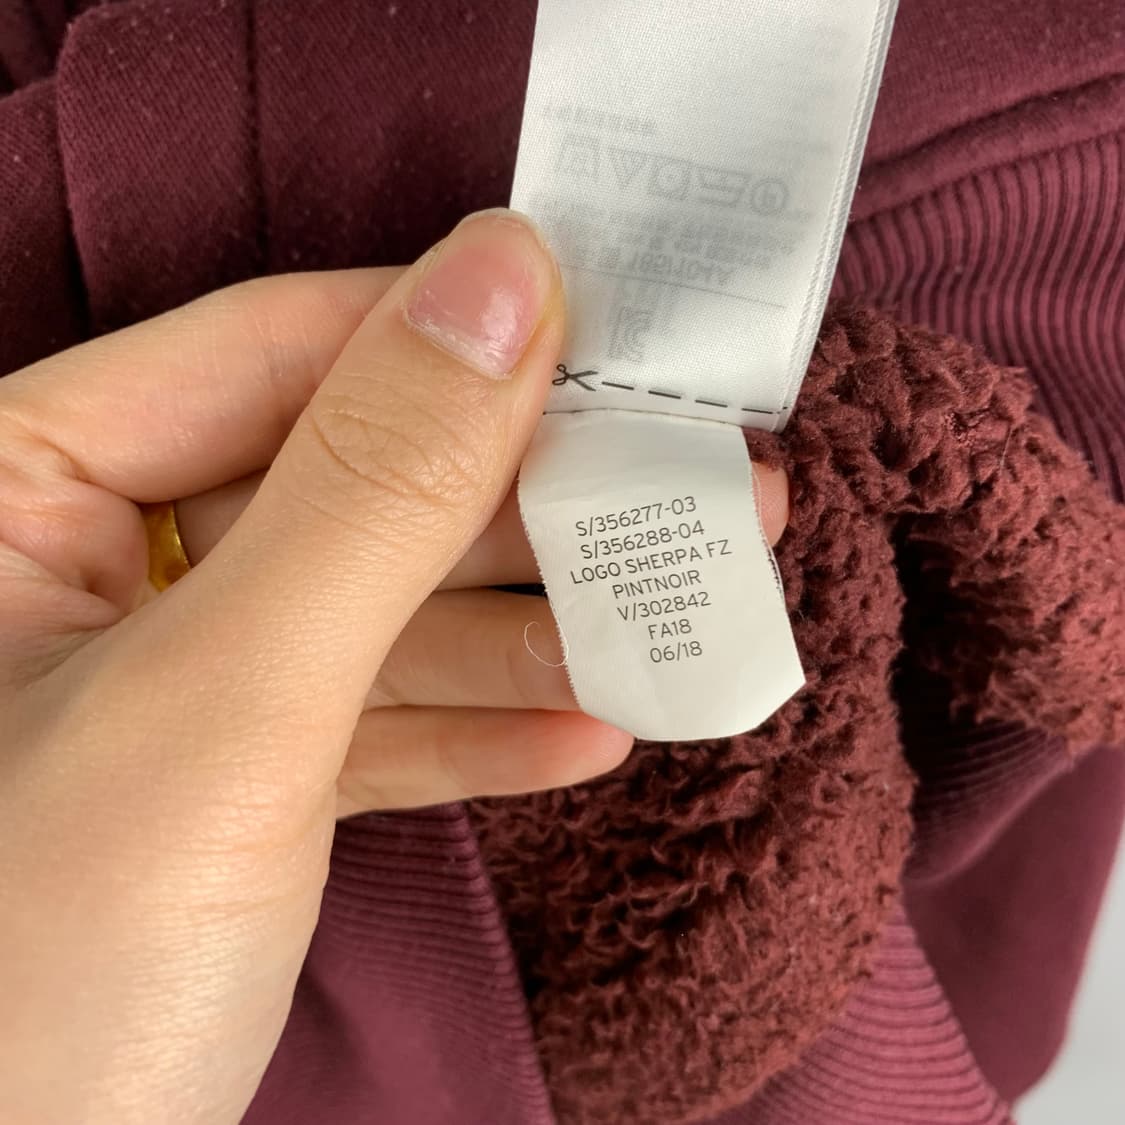 S/356277-03
S/356288-04
LOGO SHERPA FZ
PINTNOIR
V/302842
FA18
06/18